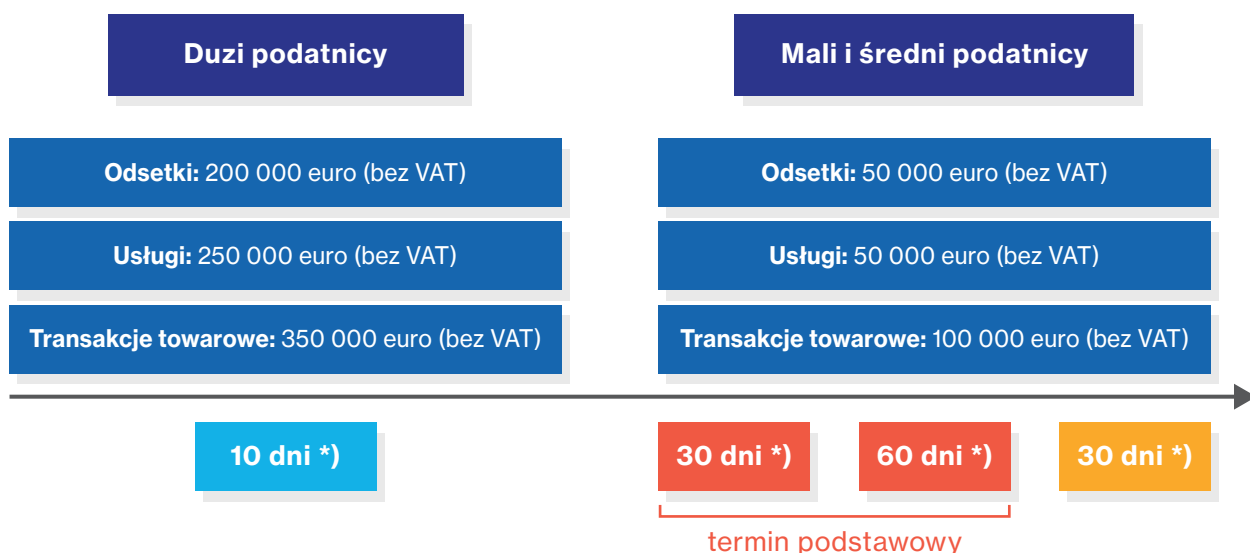 Duzi podatnicy
Mali i średni podatnicy
Odsetki: 200 000 euro (bez VAT)
Odsetki: 50 000 euro (bez VAT)
Usługi: 250 000 euro (bez VAT)
Usługi: 50 000 euro (bez VAT)
Transakcje towarowe: 350 000 euro (bez VAT)
Transakcje towarowe: 100 000 euro (bez VAT)
10 dni *)
30 dni *)
60 dni *)
30 dni *)
termin podstawowy